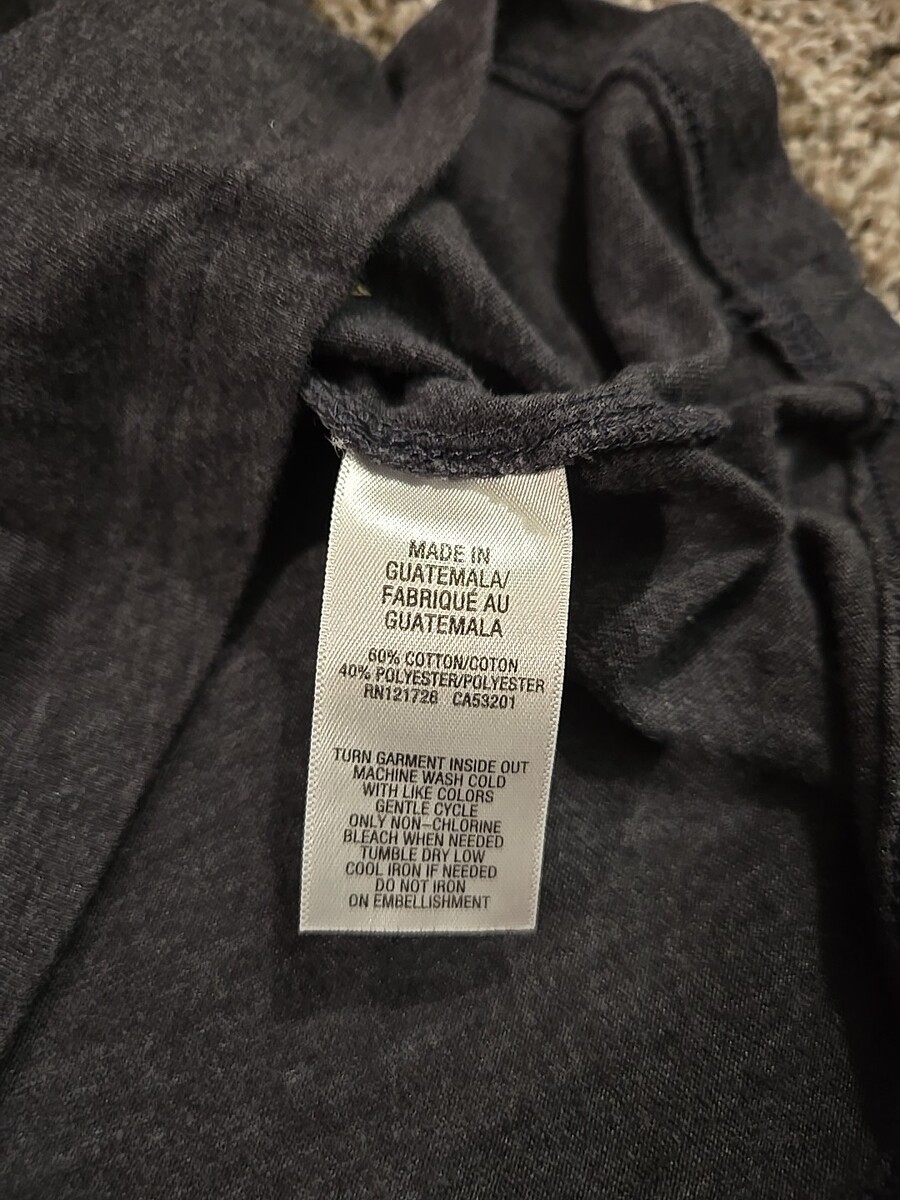 MADE IN
GUATEMALA/
FABRIQUE AU
GUATEMALA
60% COTTON/COTON
40% POLYESTER/POLYESTER
RN121728 CA53201
TURN GARMENT INSIDE OUT
MACHINE WASH COLD
WITH LIKE COLORS
GENTLE CYCLE
ONLY NON-CHLORINE
BLEACH WHEN NEEDED
TUMBLE DRY LOW
COOL IRON IF NEEDED
DO NOT IRON
ON EMBELLISHMENT